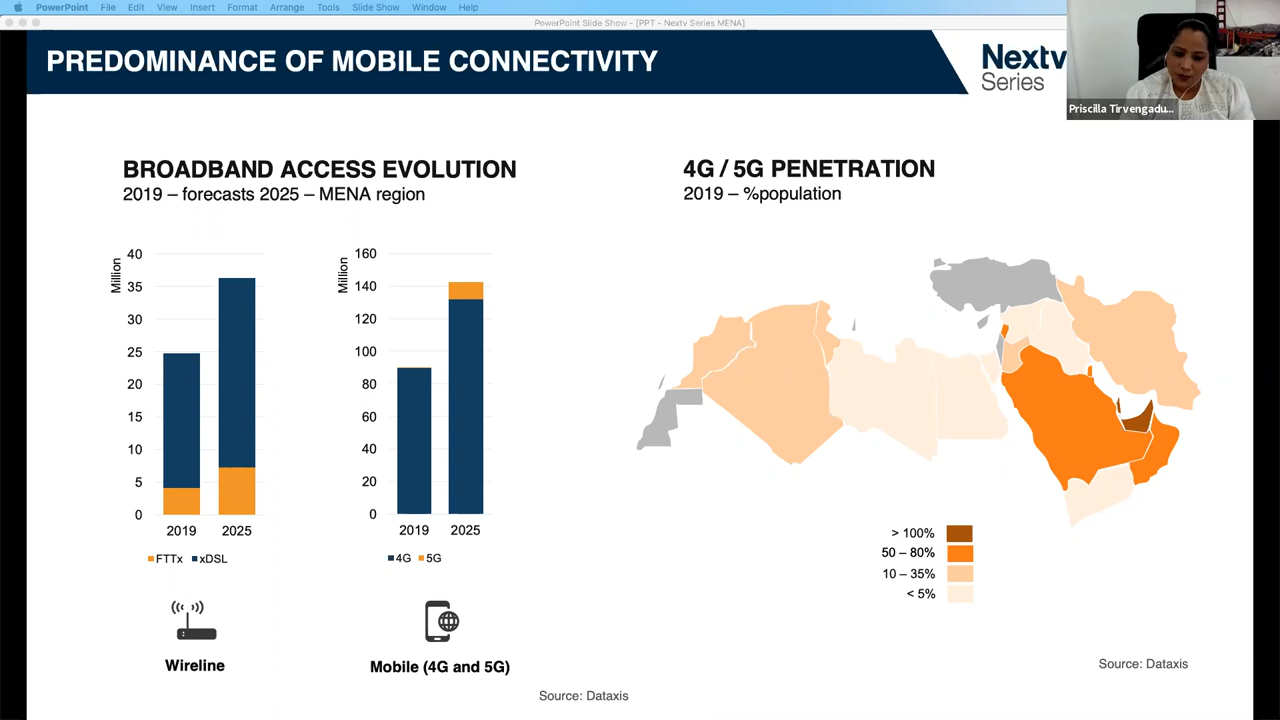 PowerPoint File Edit View Insert Format Arrange Tools Slide Show Window Help
PowerPoint Slide Show - [PPT - Nextv Series MENA]
PREDOMINANCE OF MOBILE CONNECTIVITY
Nextv
Series
Priscilla Tirvengadu...
BROADBAND ACCESS EVOLUTION
2019 – forecasts 2025 – MENA region
Million
40
35
30
25
20
15
10
5
0
2019 2025
FTTx xDSL
Wireline
Million
160
140
120
100
80
60
40
20
0
2019 2025
4G 5G
Mobile (4G and 5G)
Source: Dataxis
4G / 5G PENETRATION
2019 – %population
> 100%
50 – 80%
10 – 35%
< 5%
Source: Dataxis